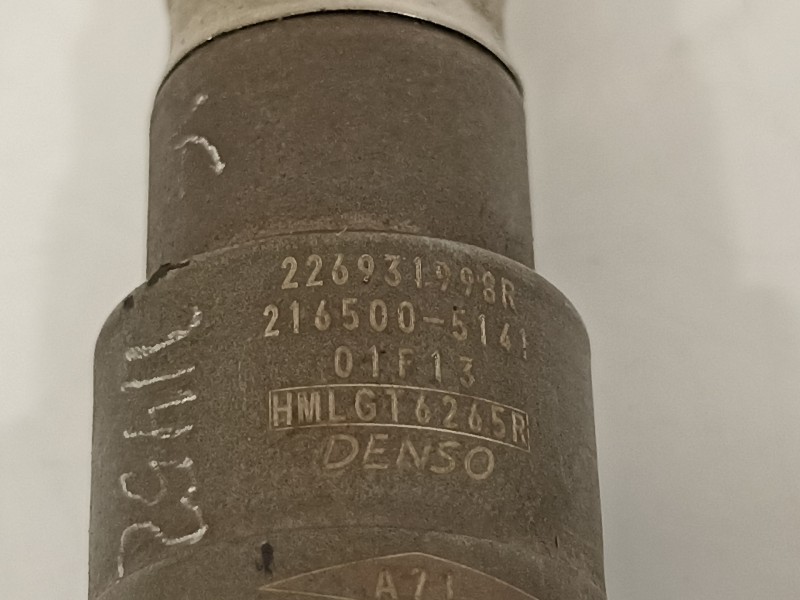 226931998R
216500-5141
01F13
HMLGT6265R
DENSO